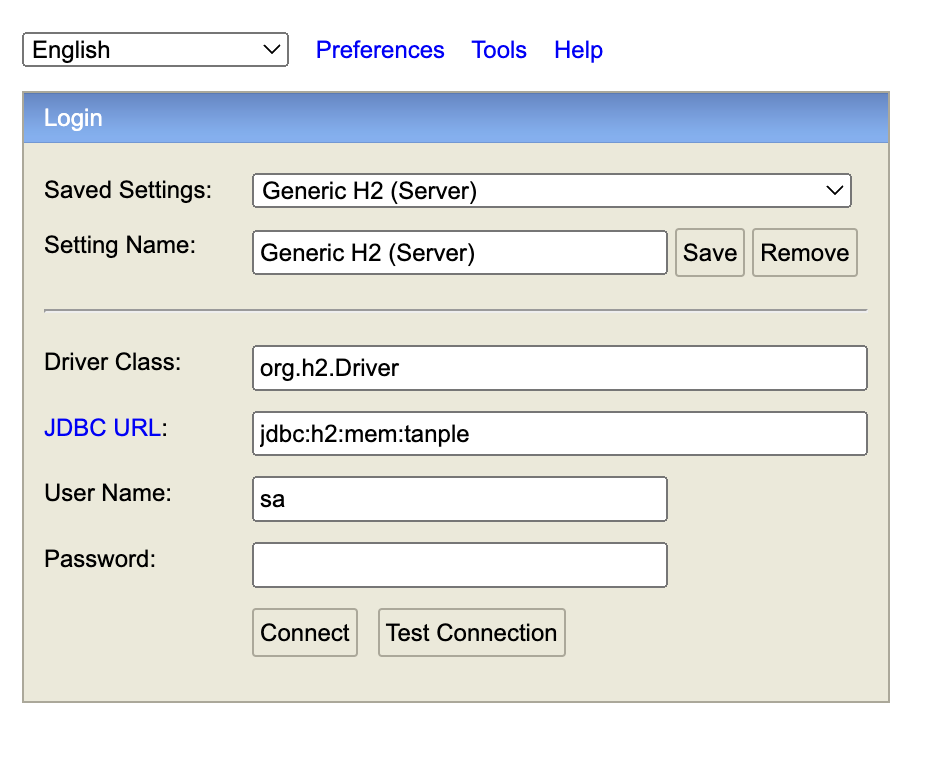 English Preferences Tools Help
Login
Saved Settings: Generic H2 (Server)
Setting Name: Generic H2 (Server) Save Remove
Driver Class: org.h2.Driver
JDBC URL: jdbc:h2:mem:tanple
User Name: sa
Password:
Connect Test Connection